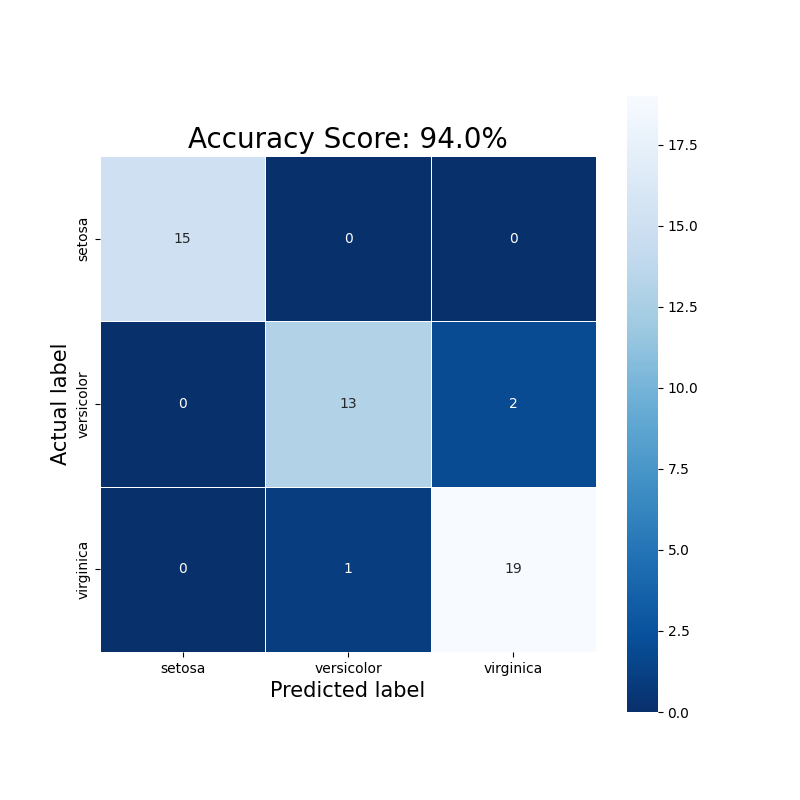 Accuracy Score: 94.0%
setosa 15 0 0
versicolor 0 13 2
virginica 0 1 19
Actual label
setosa versicolor virginica
Predicted label
17.5
15.0
12.5
10.0
7.5
5.0
2.5
0.0